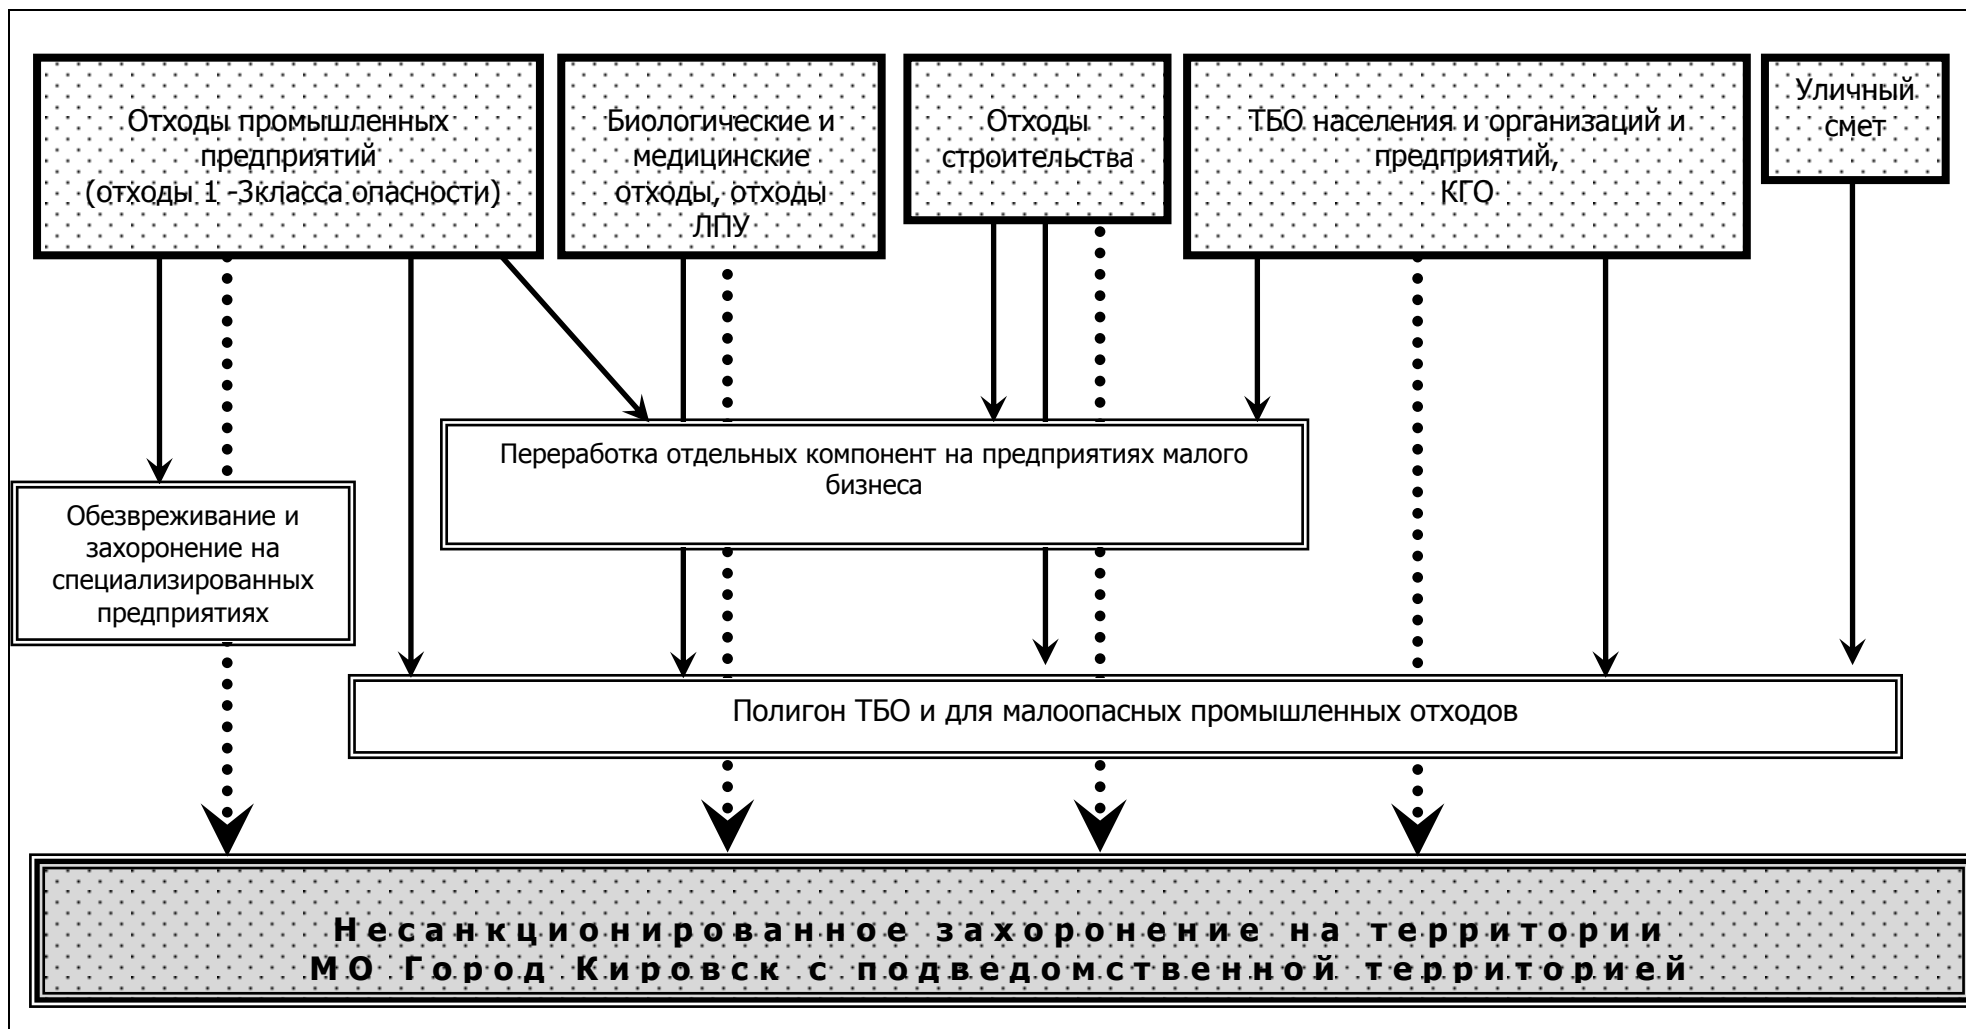 Отходы промышленных
предприятий
(отходы 1 -3класса опасности)
Биологические и
медицинские
отходы, отходы
ЛПУ
Отходы
строительства
ТБО населения и организаций и
предприятий,
КГО
Уличный
смет
Переработка отдельных компонент на предприятиях малого
бизнеса
Обезвреживание и
захоронение на
специализированных
предприятиях
Полигон ТБО и для малоопасных промышленных отходов
Несанкционированное захоронение на территории
МО Город Кировск с подведомственной территорией